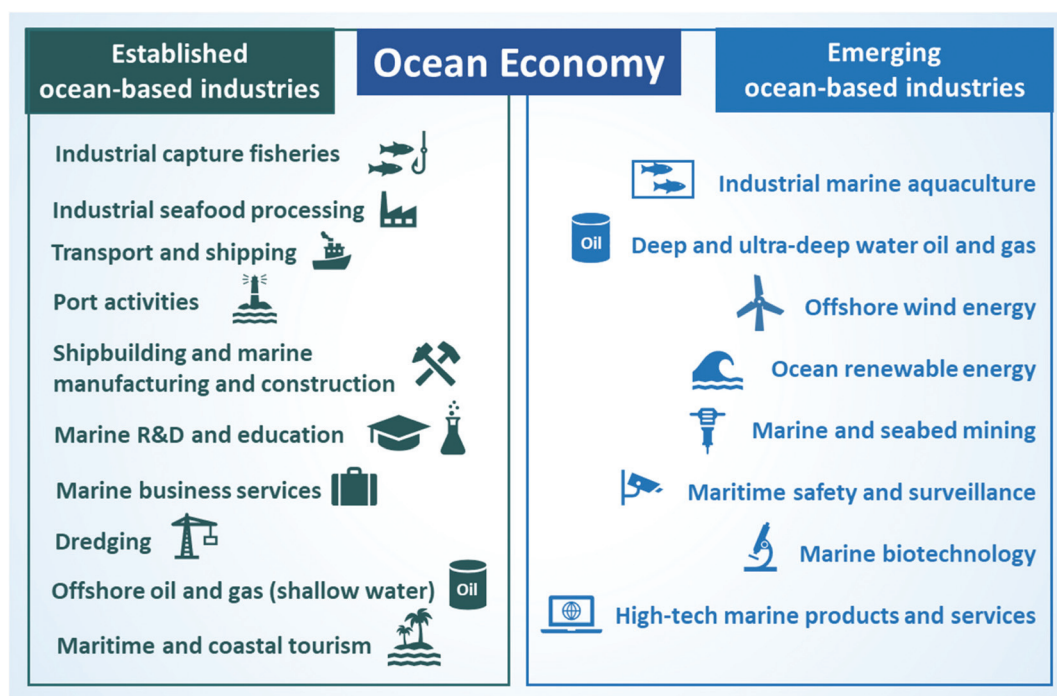 Ocean Economy
Established
ocean-based industries
Industrial capture fisheries
Industrial seafood processing
Transport and shipping
Port activities
Shipbuilding and marine
manufacturing and construction
Marine R&D and education
Marine business services
Dredging
Offshore oil and gas (shallow water)
Oil
Maritime and coastal tourism
Emerging
ocean-based industries
Industrial marine aquaculture
Oil
Deep and ultra-deep water oil and gas
Offshore wind energy
Ocean renewable energy
Marine and seabed mining
Maritime safety and surveillance
Marine biotechnology
High-tech marine products and services